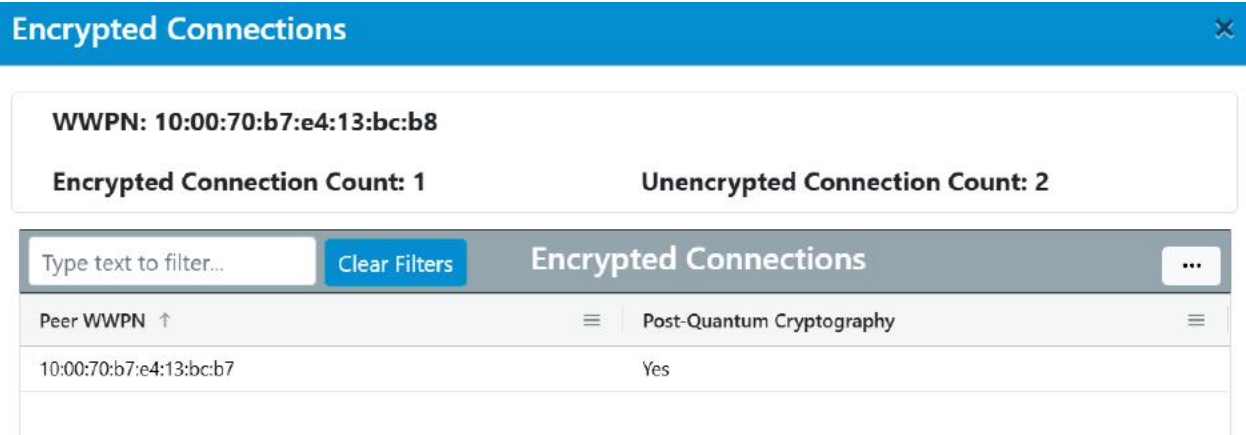 Encrypted Connections
WWPN: 10:00:70:b7:e4:13:bc:b8
Encrypted Connection Count: 1 Unencrypted Connection Count: 2
Type text to filter... Clear Filters Encrypted Connections ...
Peer WWPN ↑ Post-Quantum Cryptography
10:00:70:b7:e4:13:bc:b7 Yes